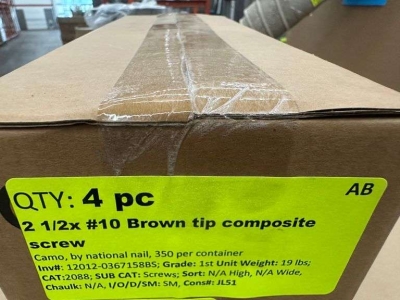 QTY: 4 pc
AB
2 1/2x #10 Brown tip composite
screw
Camo, by national nail, 350 per container
Inv#: 12012-0367158BS; Grade: 1st Unit Weight: 19 lbs;
CAT:2088; SUB CAT: Screws; Sort: N/A High, N/A Wide,
Chaulk: N/A, I/O/D/SM: SM, Cons#: JL51